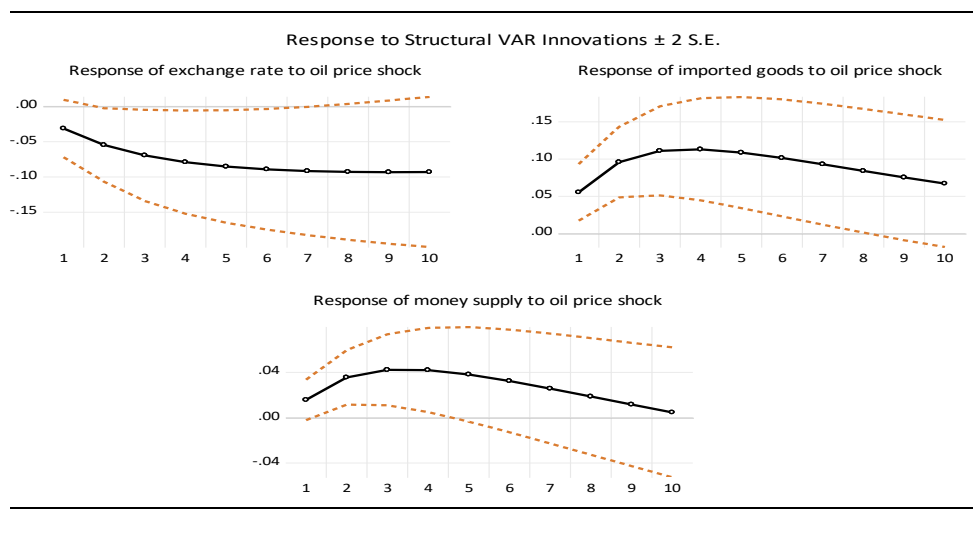 Response to Structural VAR Innovations ± 2 S.E.
Response of exchange rate to oil price shock
.00
-.05
-.10
-.15
1 2 3 4 5 6 7 8 9 10
Response of imported goods to oil price shock
.15
.10
.05
.00
1 2 3 4 5 6 7 8 9 10
Response of money supply to oil price shock
.04
.00
-.04
1 2 3 4 5 6 7 8 9 10